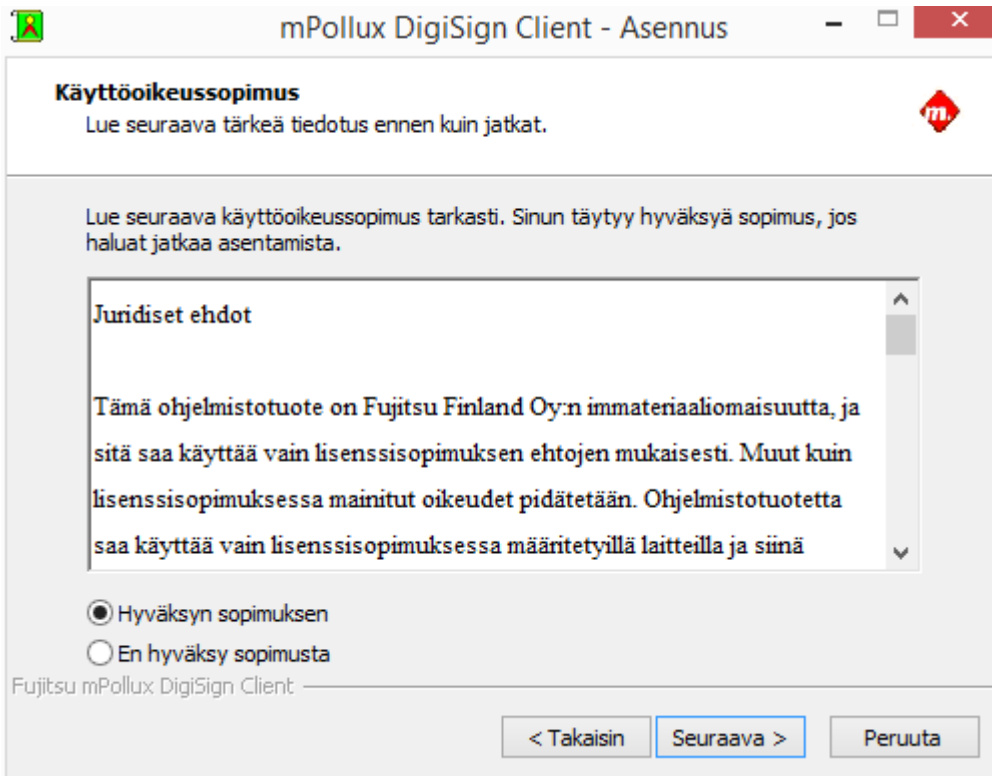 mPollux DigiSign Client - Asennus
Käyttöoikeussopimus
Lue seuraava tärkeä tiedotus ennen kuin jatkat.
m.
Lue seuraava käyttöoikeussopimus tarkasti. Sinun täytyy hyväksyä sopimus, jos
haluat jatkaa asentamista.
Juridiset ehdot
Tämä ohjelmistotuote on Fujitsu Finland Oy:n immateriaaliomaisuutta, ja
sitä saa käyttää vain lisenssisopimuksen ehtojen mukaisesti. Muut kuin
lisenssisopimuksessa mainitut oikeudet pidätetään. Ohjelmistotuotetta
saa käyttää vain lisenssisopimuksessa määritetyillä laitteilla ja siinä
Hyväksyn sopimuksen
En hyväksy sopimusta
Fujitsu mPollux DigiSign Client
< Takaisin
Seuraava >
Peruuta